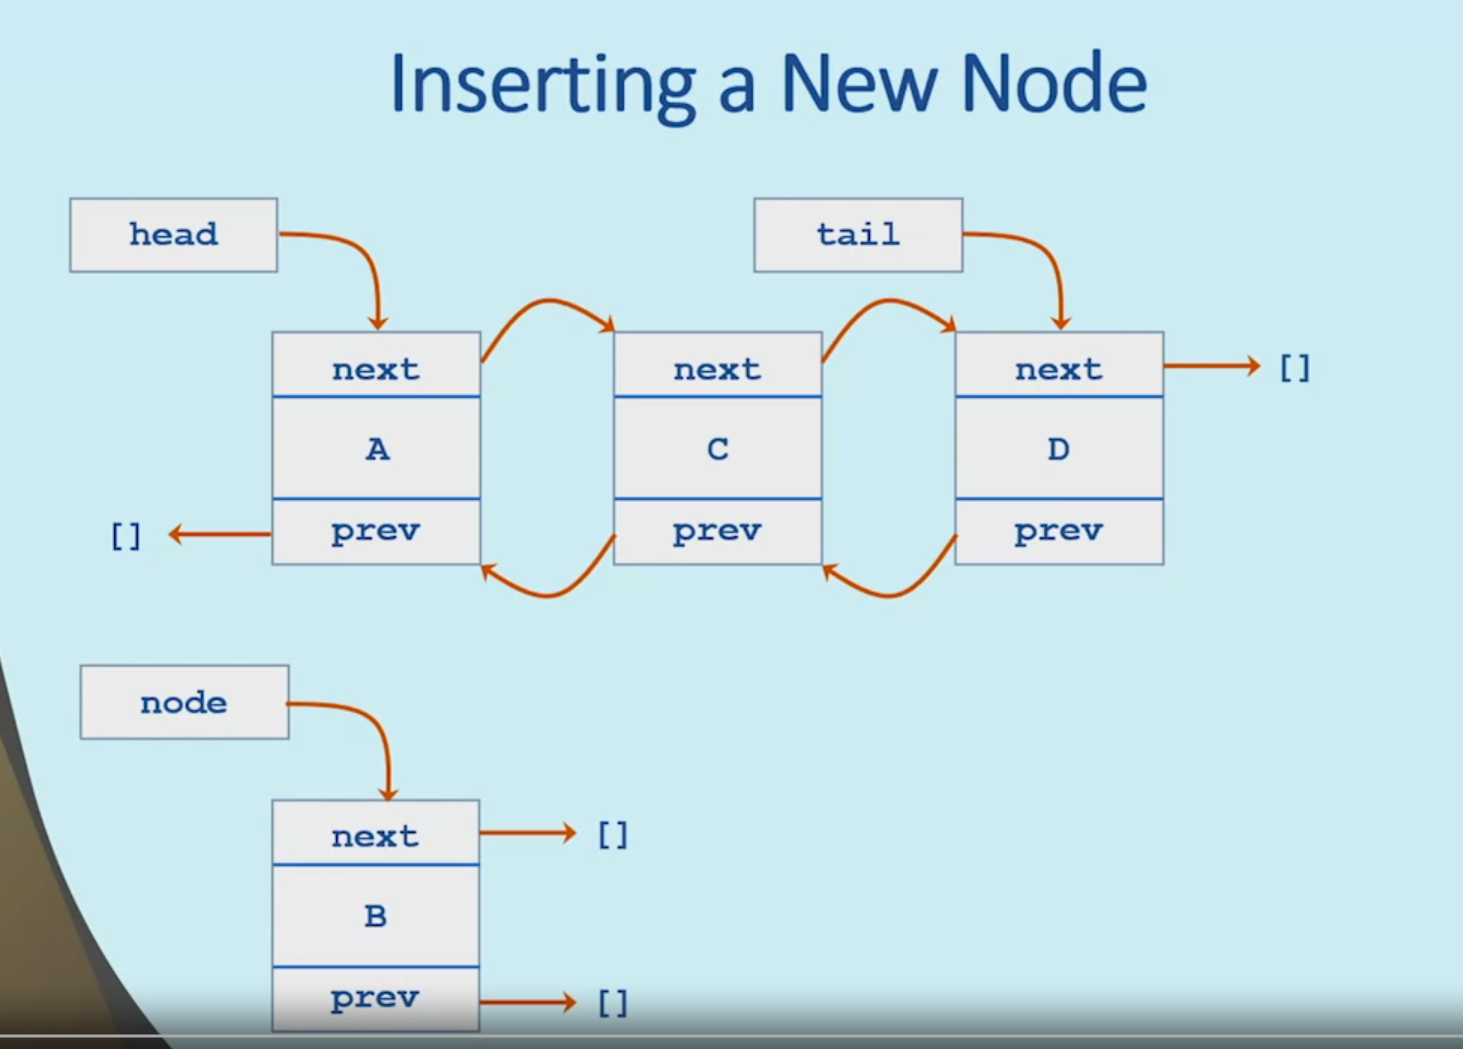 Inserting a New Node
head
tail
next
next
next
[]
A
C
D
[]
prev
prev
prev
node
next
[]
B
prev
[]